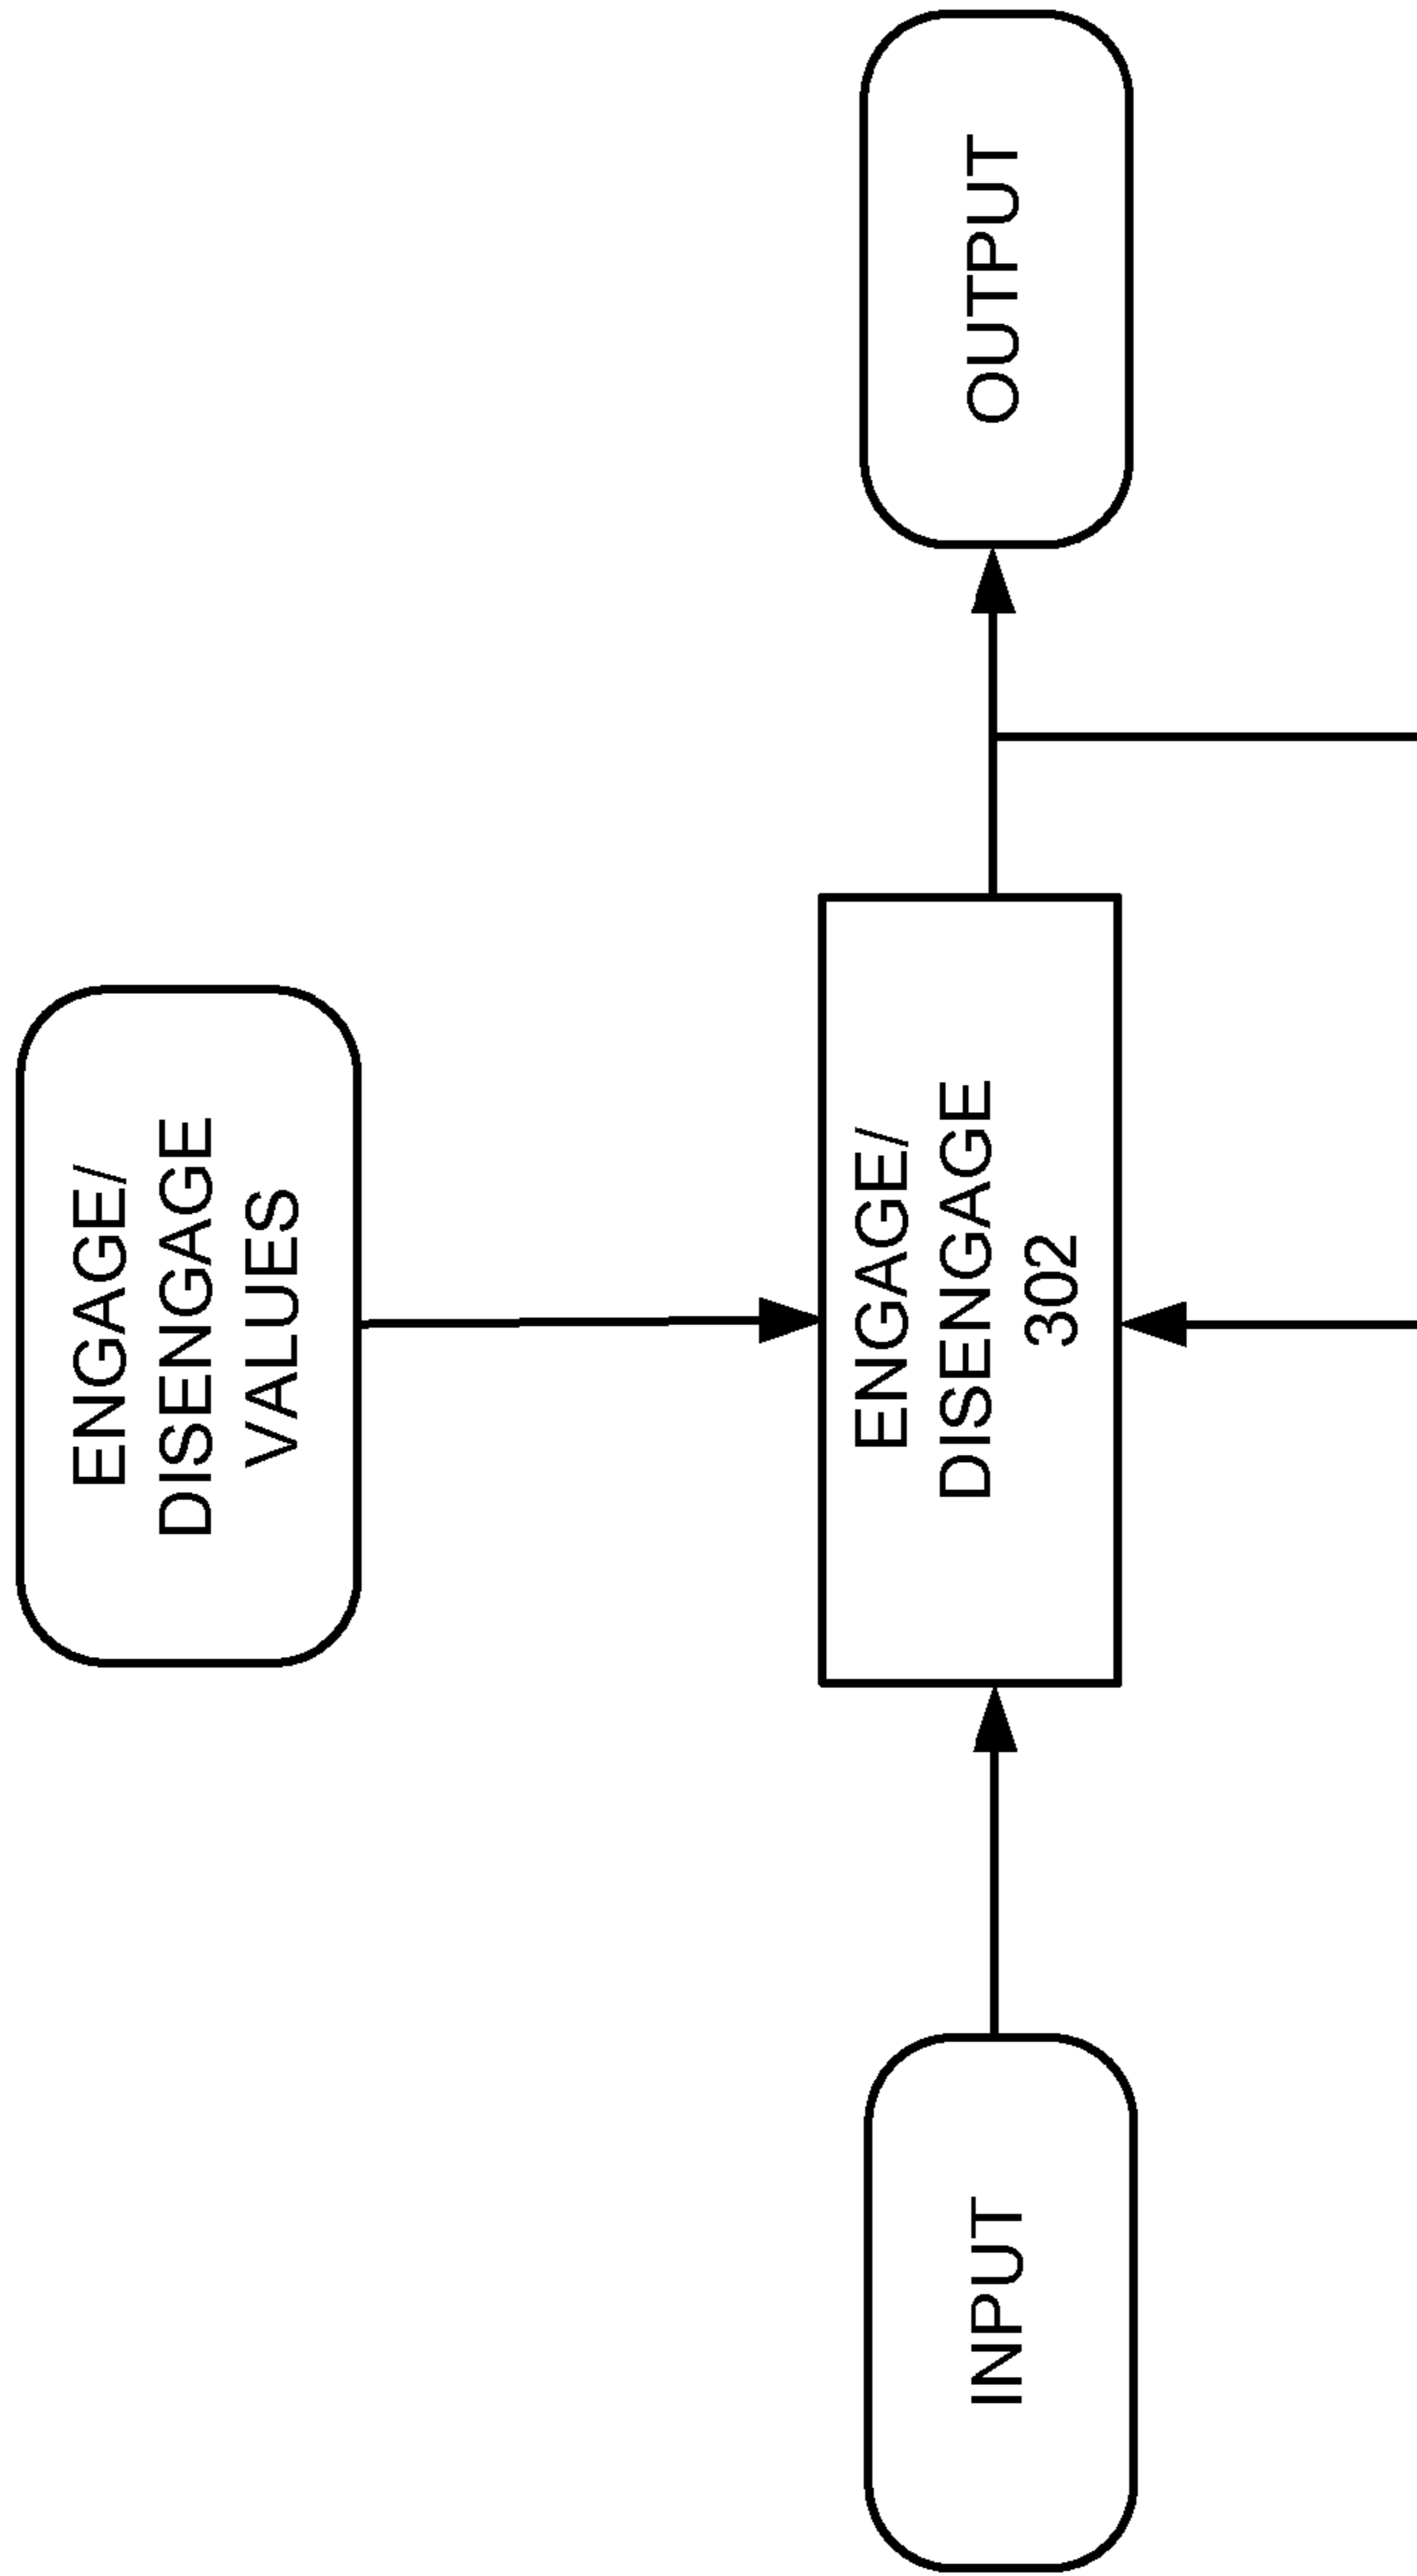 ENGAGE/
DISENGAGE
VALUES
INPUT
ENGAGE/
DISENGAGE
302
OUTPUT